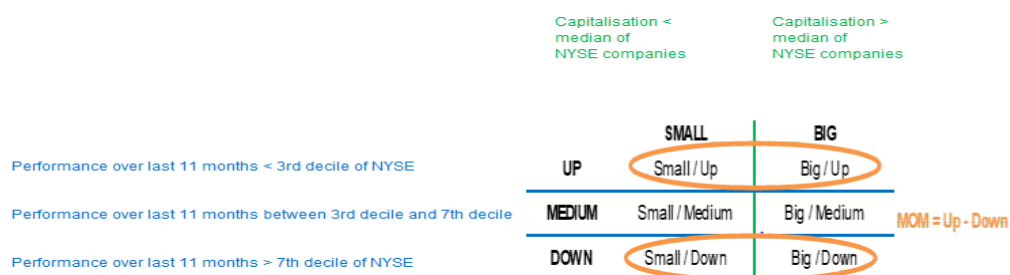 Capitalisation <
median of
NYSE companies
Capitalisation >
median of
NYSE companies
SMALL BIG
Performance over last 11 months < 3rd decile of NYSE UP Small / Up Big / Up
Performance over last 11 months between 3rd decile and 7th decile MEDIUM Small / Medium Big / Medium MOM = Up - Down
Performance over last 11 months > 7th decile of NYSE DOWN Small / Down Big / Down